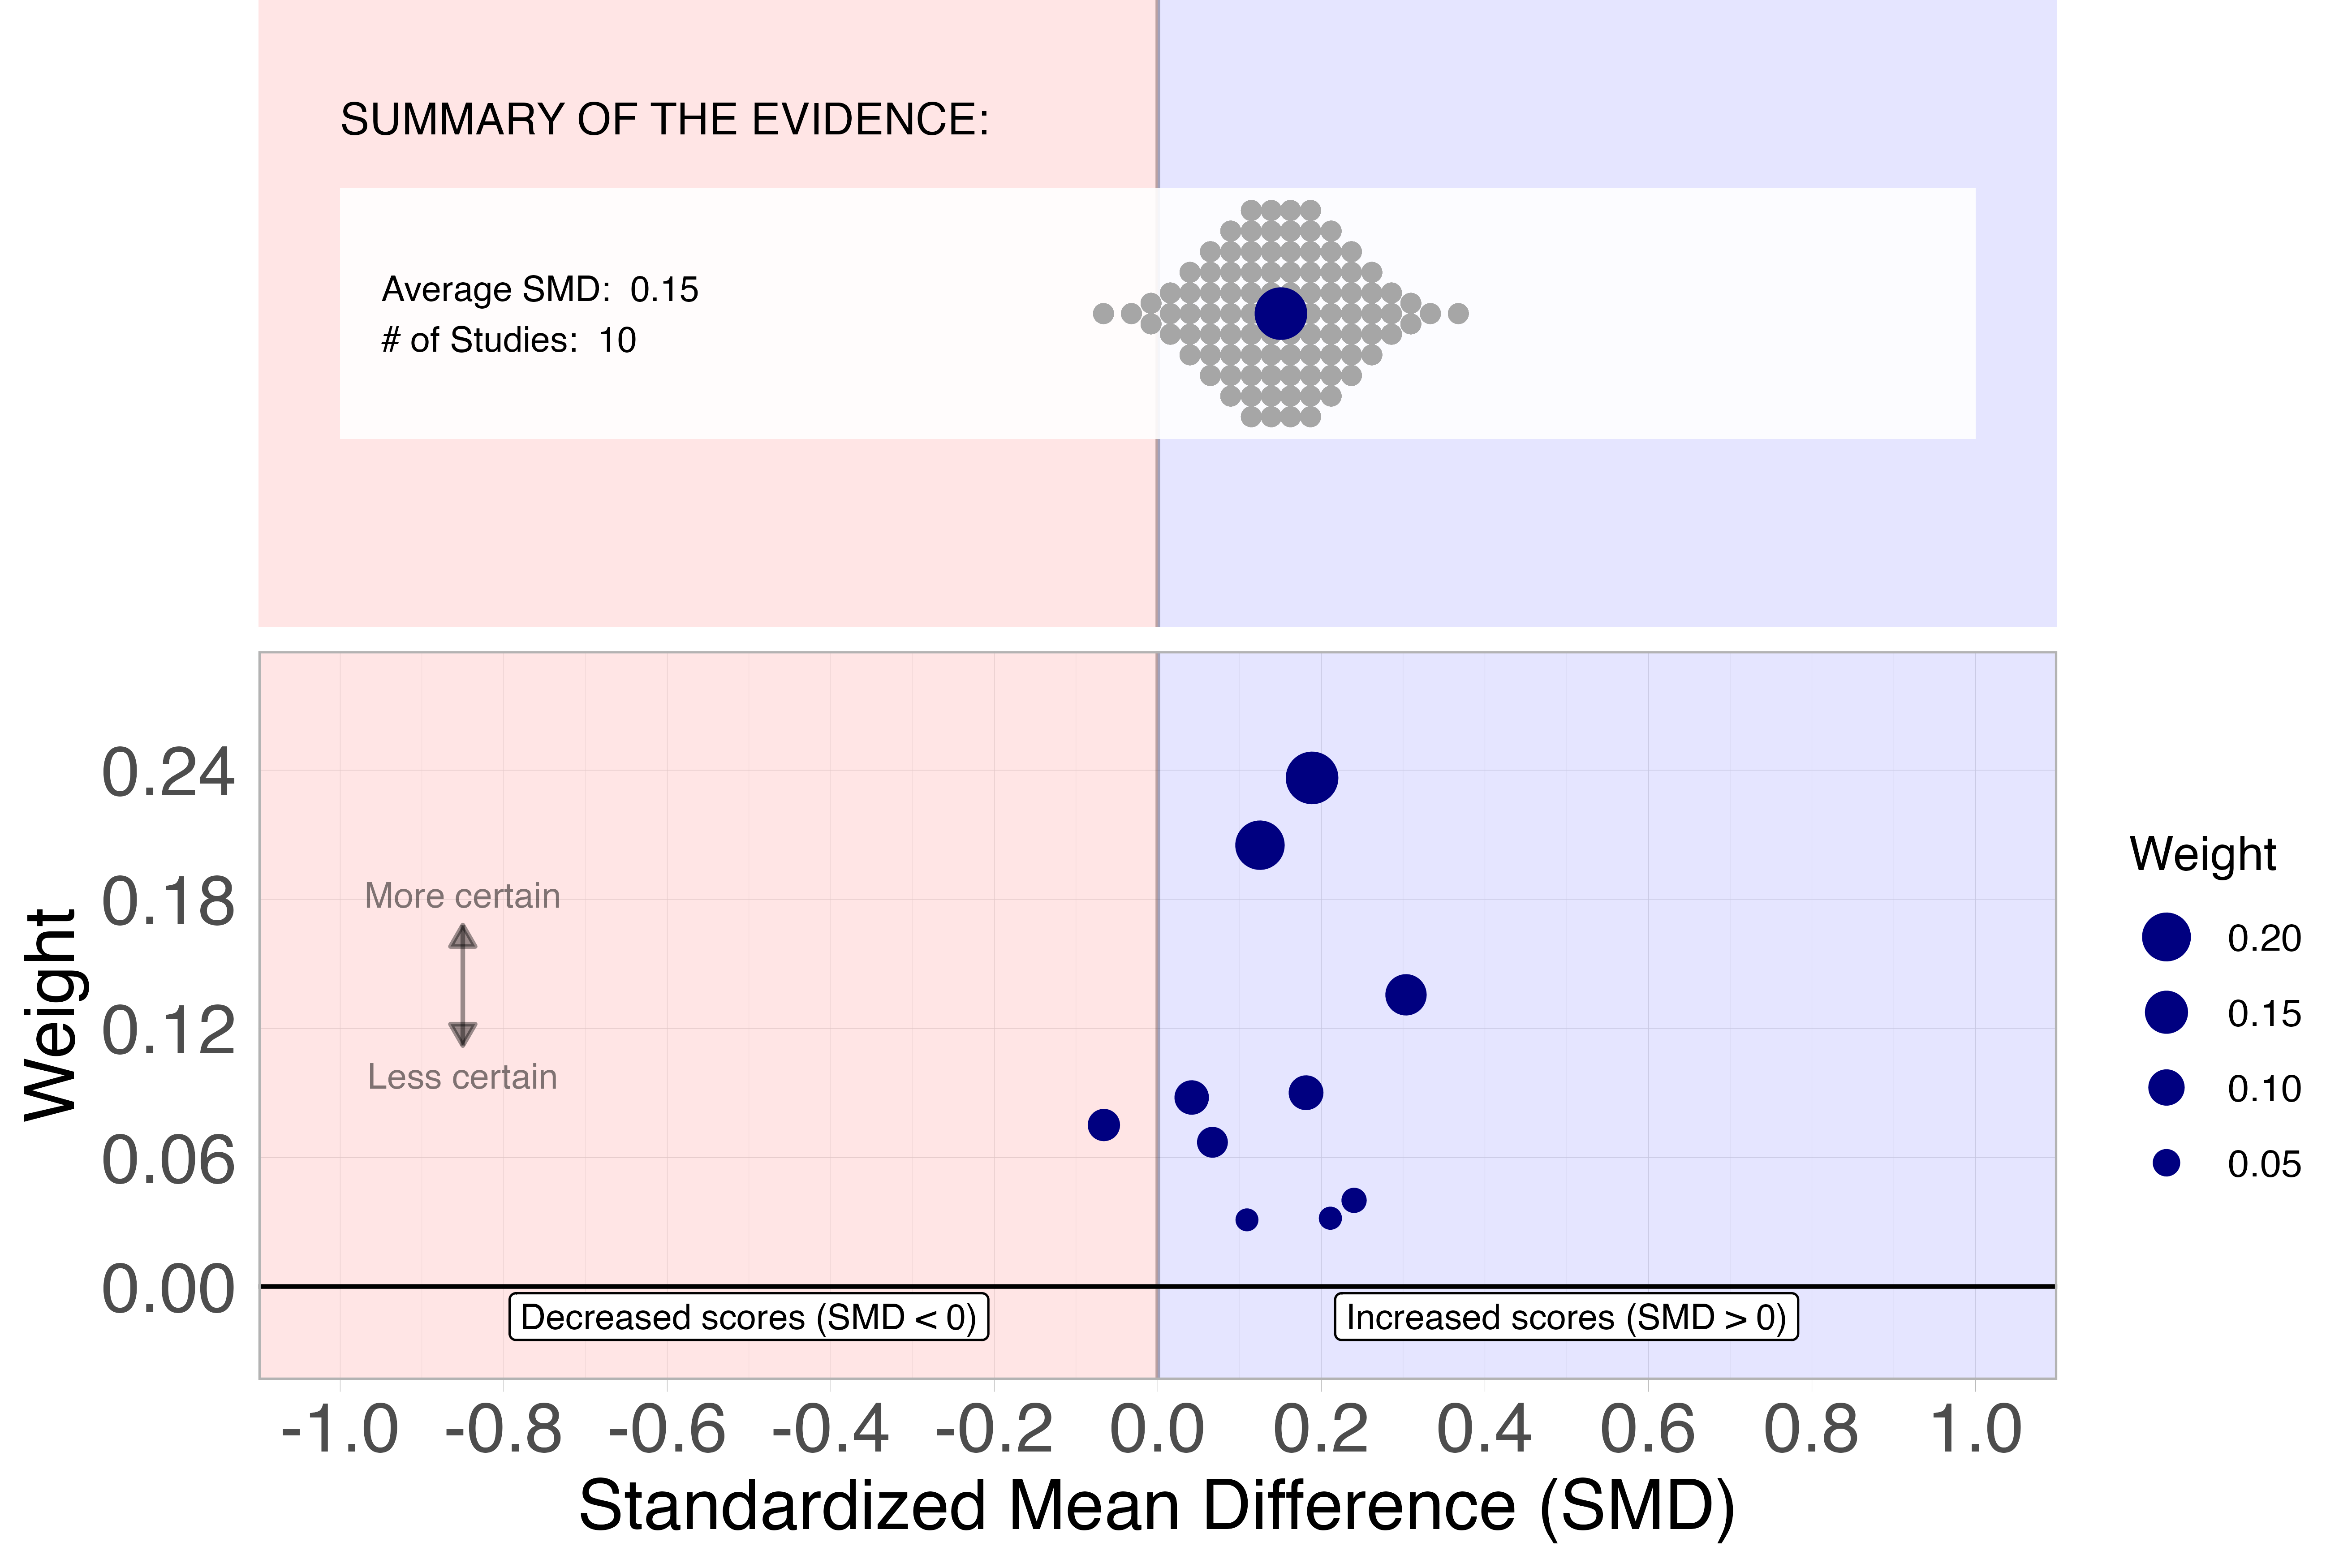 SUMMARY OF THE EVIDENCE:
Average SMD: 0.15
# of Studies: 10
Weight
0.24
0.18
0.12
0.06
0.00
More certain
Less certain
Decreased scores (SMD < 0)
Increased scores (SMD > 0)
-1.0 -0.8 -0.6 -0.4 -0.2 0.0 0.2 0.4 0.6 0.8 1.0
Standardized Mean Difference (SMD)
Weight
0.20
0.15
0.10
0.05